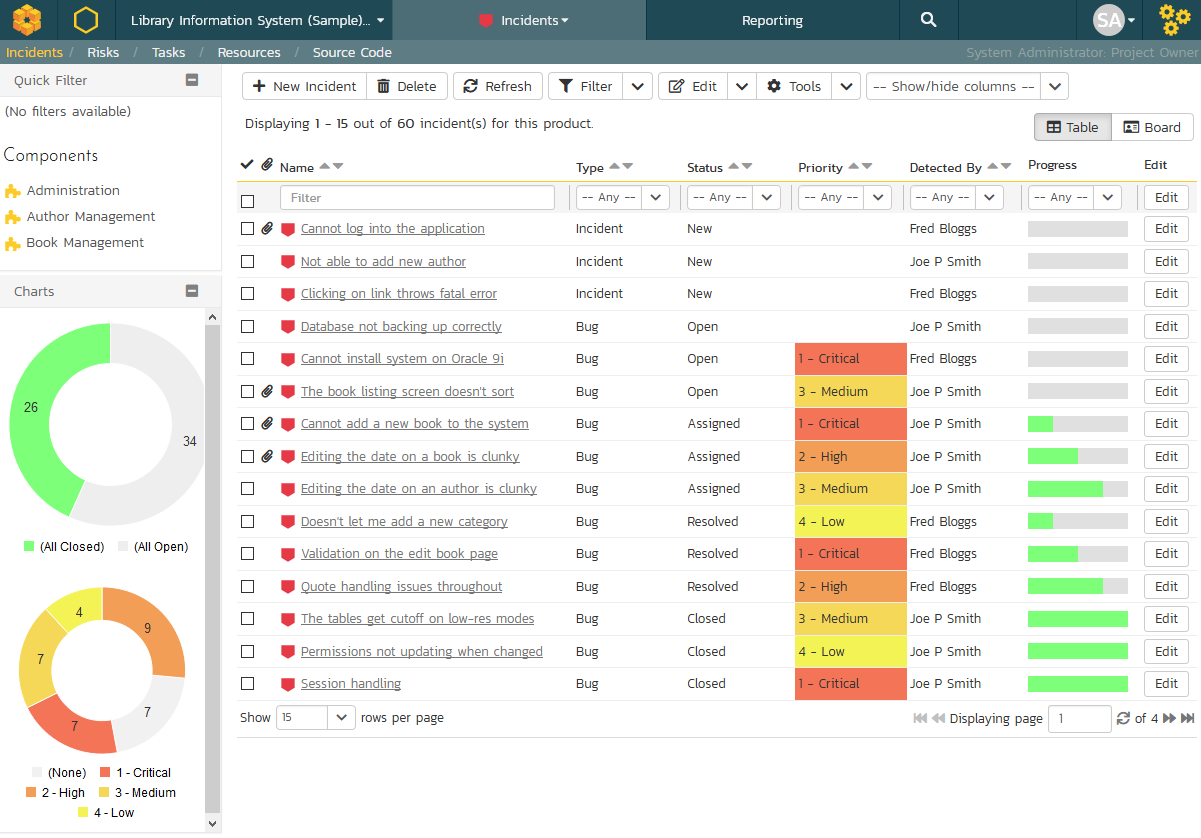 Library Information System (Sample)... Incidents Reporting SA
Incidents / Risks / Tasks / Resources / Source Code System Administrator: Project Owner
Quick Filter
(No filters available)
Components
Administration
Author Management
Book Management
Charts
26
34
(All Closed) (All Open)
4
9
7
7
7
(None) 1 - Critical
2 - High 3 - Medium
4 - Low
New Incident Delete Refresh Filter Edit Tools -- Show/hide columns --
Displaying 1 - 15 out of 60 incident(s) for this product.
Table Board
Name Type Status Priority Detected By Progress Edit
Filter -- Any -- -- Any -- -- Any -- -- Any -- -- Any -- Edit
Cannot log into the application Incident New Fred Bloggs Edit
Not able to add new author Incident New Joe P Smith Edit
Clicking on link throws fatal error Incident New Fred Bloggs Edit
Database not backing up correctly Bug Open Joe P Smith Edit
Cannot install system on Oracle 9i Bug Open 1 - Critical Fred Bloggs Edit
The book listing screen doesn't sort Bug Open 3 - Medium Joe P Smith Edit
Cannot add a new book to the system Bug Assigned 1 - Critical Joe P Smith Edit
Editing the date on a book is clunky Bug Assigned 2 - High Joe P Smith Edit
Editing the date on an author is clunky Bug Assigned 3 - Medium Joe P Smith Edit
Doesn't let me add a new category Bug Resolved 4 - Low Fred Bloggs Edit
Validation on the edit book page Bug Resolved 1 - Critical Fred Bloggs Edit
Quote handling issues throughout Bug Resolved 2 - High Fred Bloggs Edit
The tables get cutoff on low-res modes Bug Closed 3 - Medium Joe P Smith Edit
Permissions not updating when changed Bug Closed 4 - Low Joe P Smith Edit
Session handling Bug Closed 1 - Critical Joe P Smith Edit
Show 15 rows per page Displaying page 1 of 4